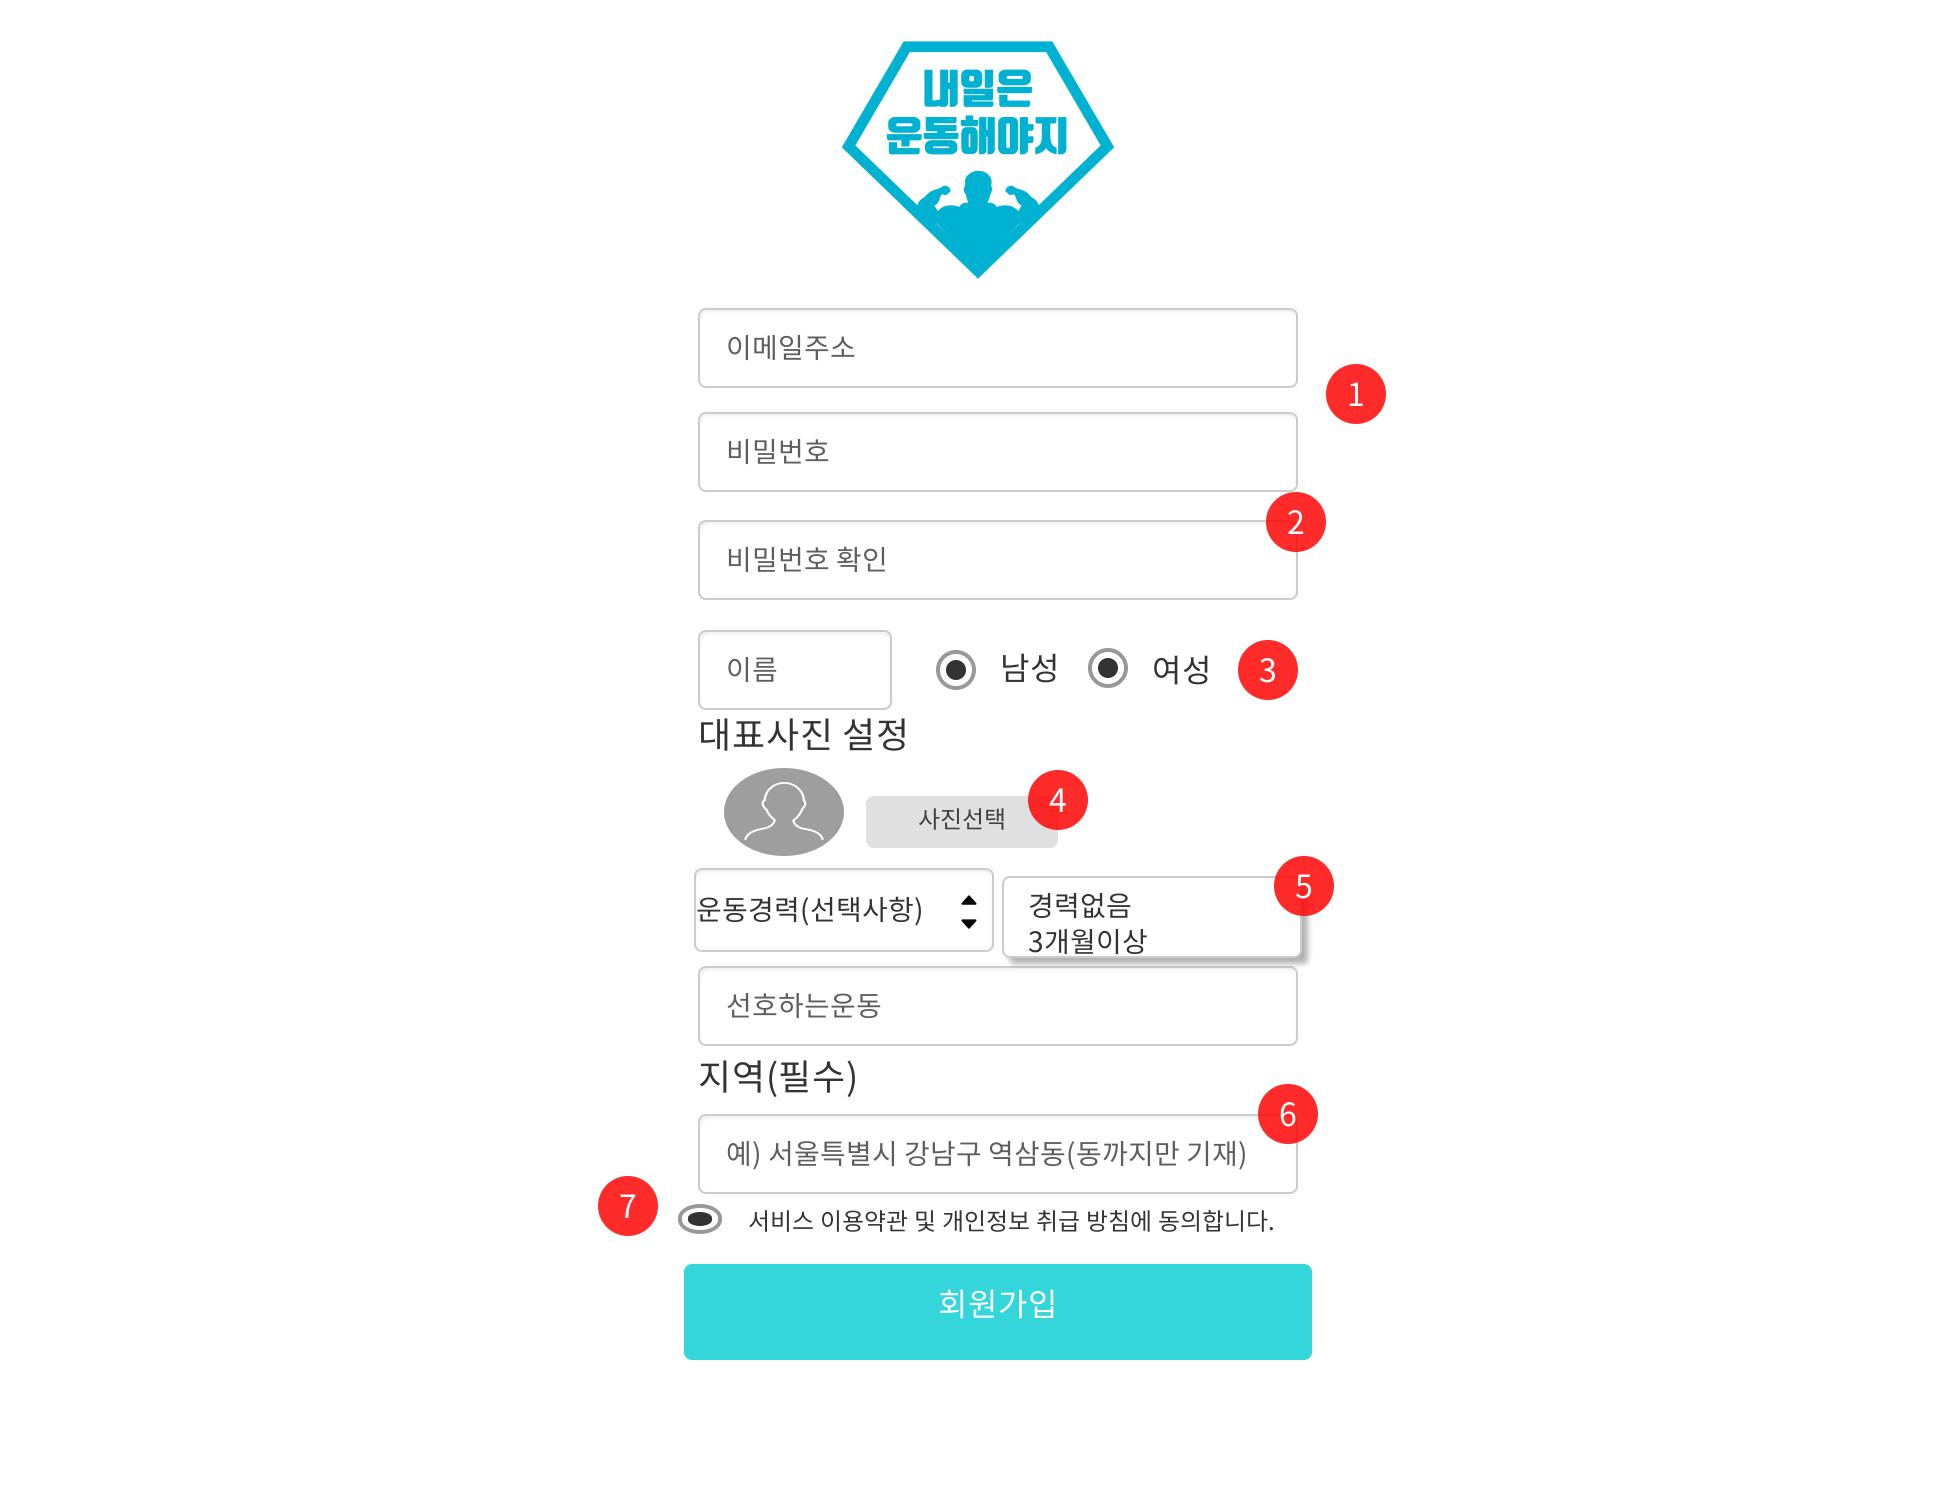 내일은
운동해야지
이메일주소
1
비밀번호
2
비밀번호 확인
이름
남성
여성
3
대표사진 설정
사진선택
4
운동경력(선택사항)
경력없음
3개월이상
5
선호하는운동
지역(필수)
6
예) 서울특별시 강남구 역삼동(동까지만 기재)
7
서비스 이용약관 및 개인정보 취급 방침에 동의합니다.
회원가입